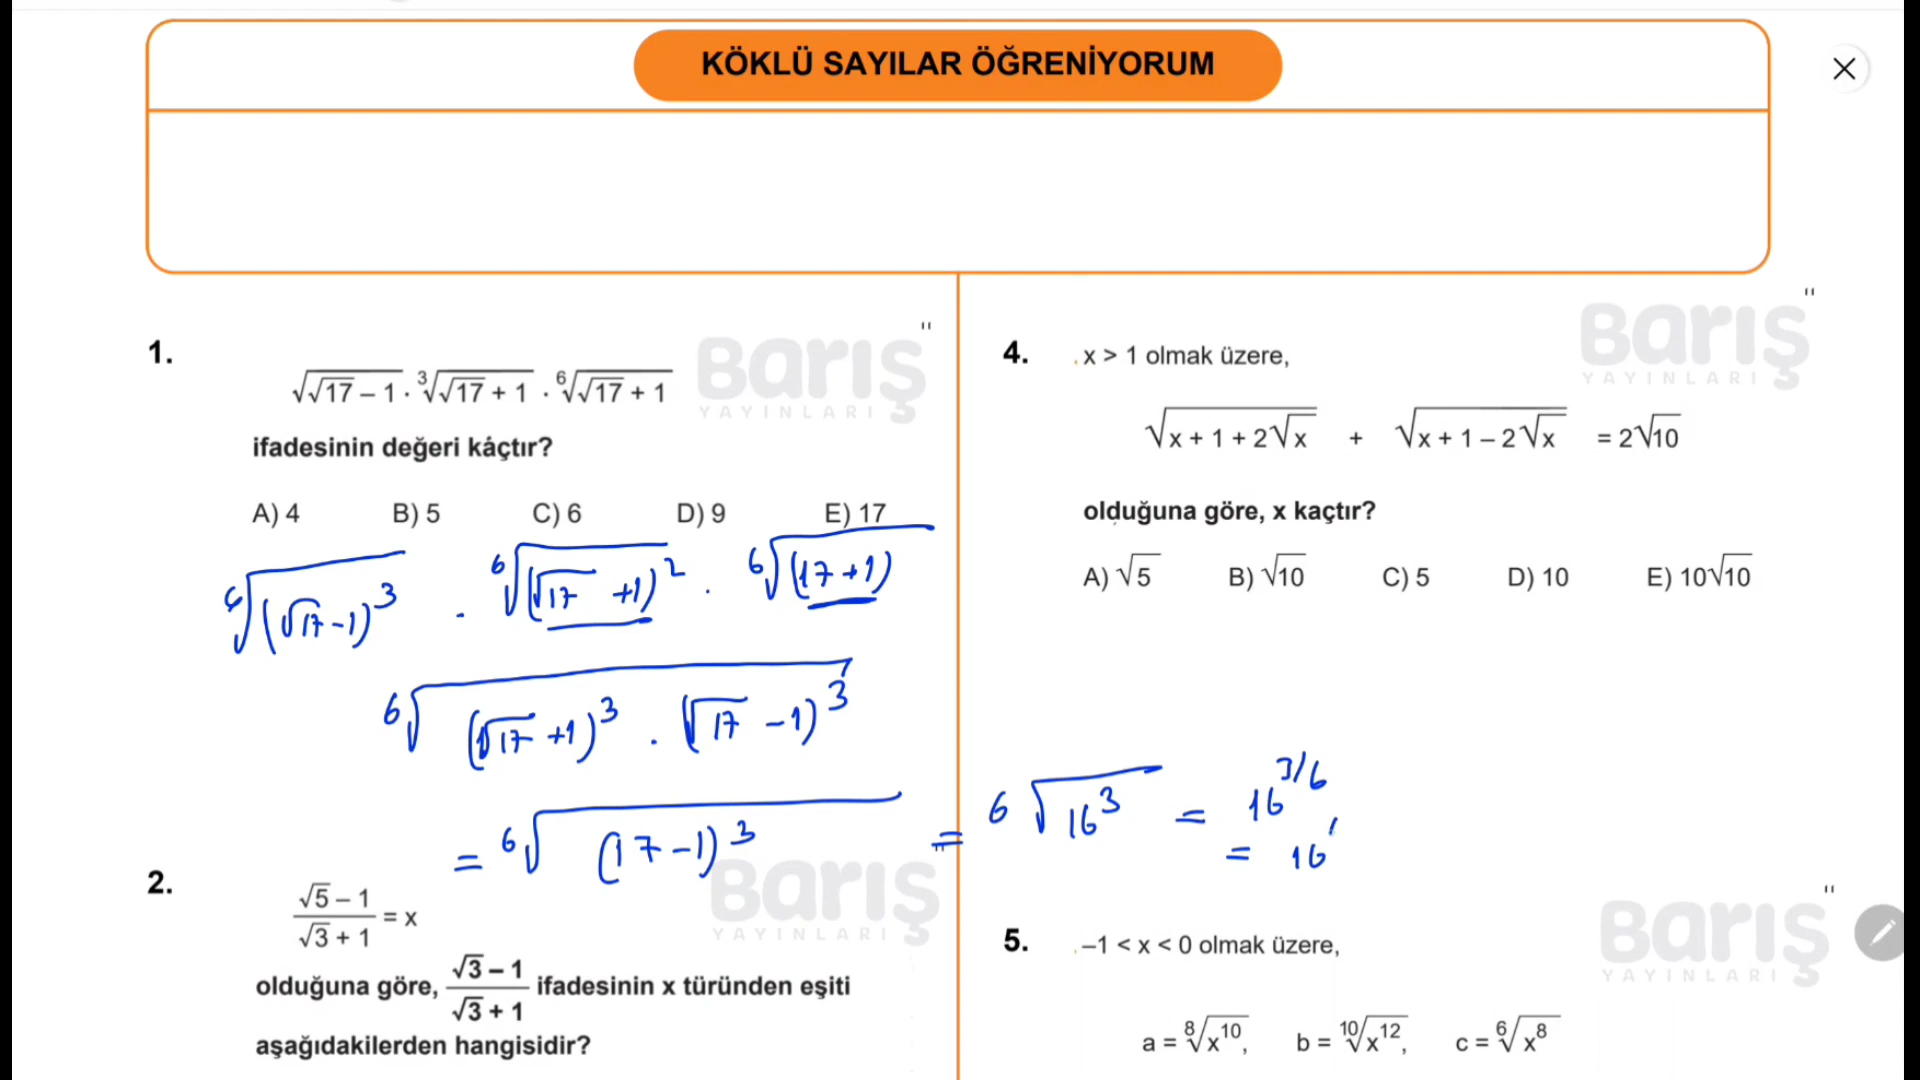 KÖKLÜ SAYILAR ÖĞRENİYORUM
1.
√(√17 – 1) . ³√(√17 + 1) . ⁶√(√17 + 1)
Barış
YAYINLARI
ifadesinin değeri káçtır?
A) 4 B) 5 C) 6 D) 9 E) 17
⁶√(√17 -1)³ . ⁶√(√17 +1)² . ⁶√(17+1)
⁶√(√17 +1)³ . (√17 -1)³
= ⁶√(17-1)³ = ⁶√16³ = 16^3/6
= 16
Barış
YAYINLARI
2.
(√5 – 1)/(√3 + 1) = x
olduğuna göre, (√3 – 1)/(√3 + 1) ifadesinin x türünden eşiti
aşağıdakilerden hangisidir?
4. x > 1 olmak üzere,
Barış
YAYINLARI
√(x + 1 + 2√x) + √(x + 1 – 2√x) = 2√10
olduğuna göre, x kaçtır?
A) √5 B) √10 C) 5 D) 10 E) 10√10
5. –1 < x < 0 olmak üzere,
Barış
YAYINLARI
a = ⁸√x¹⁰, b = ¹⁰√x¹², c = ⁶√x⁸